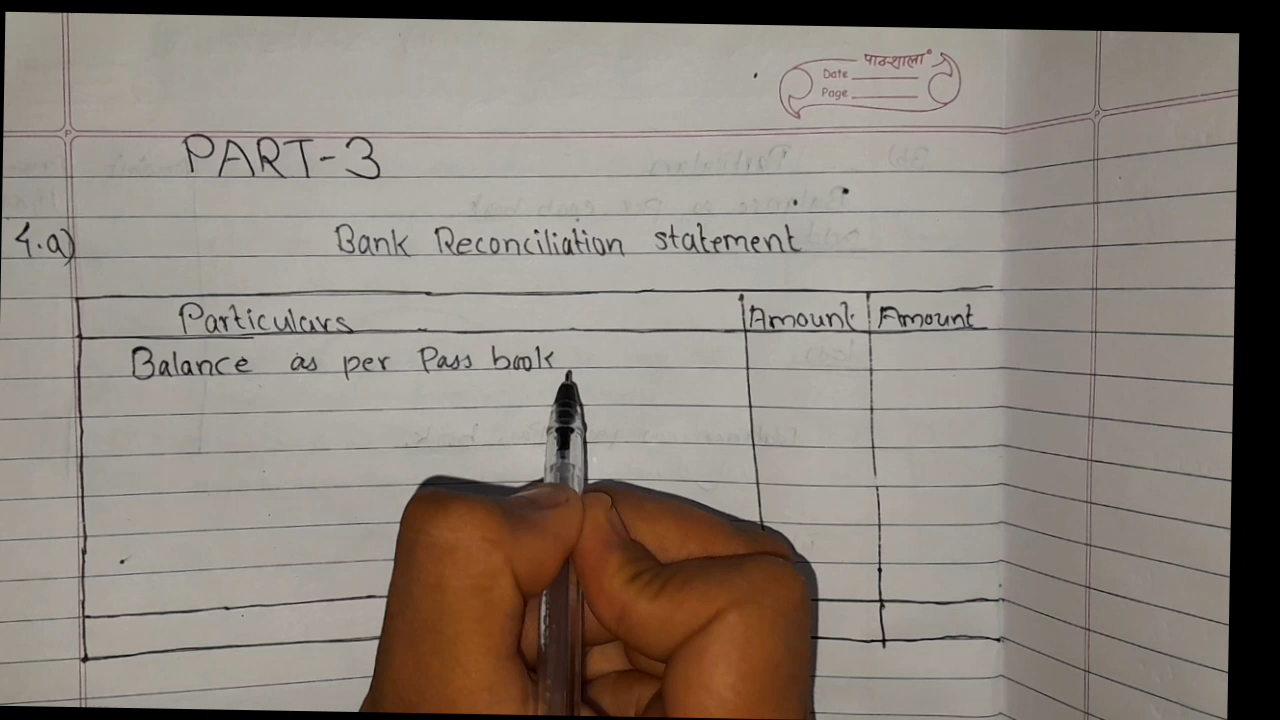 पाठशाला
Date
Page
PART-3
4.a)
Bank Reconciliation statement
Particulars Amount Amount
Balance as per Pass book